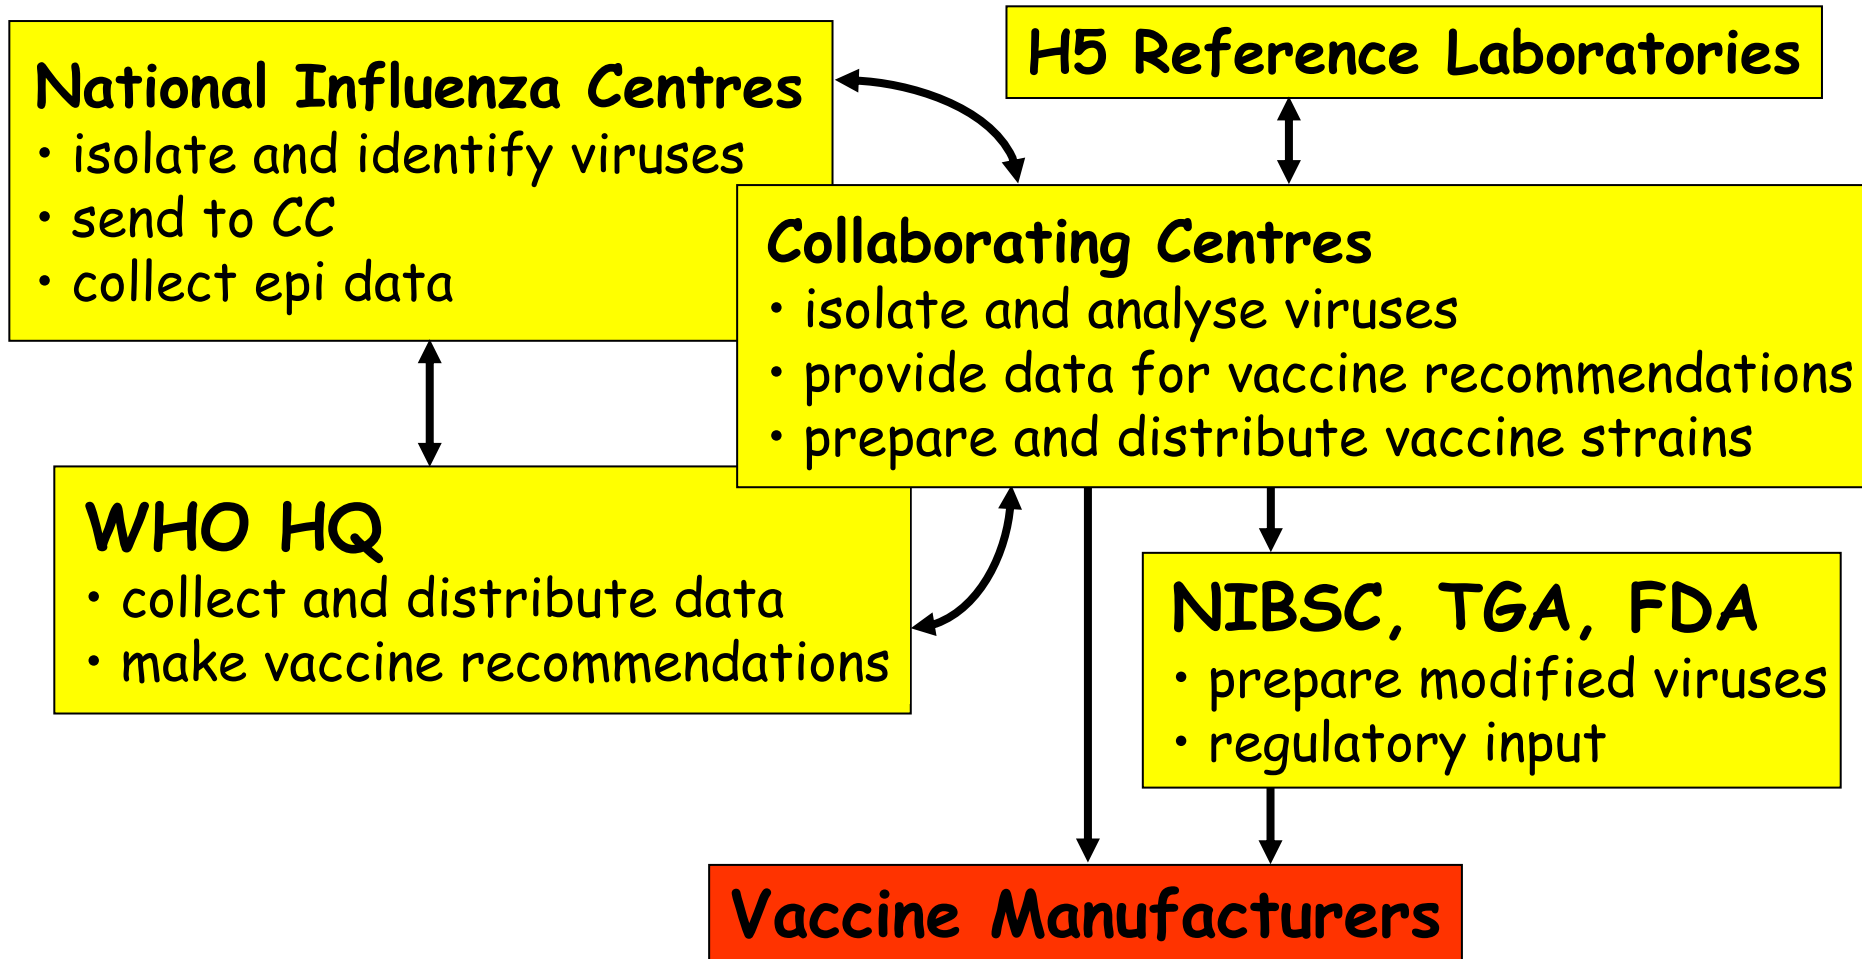 National Influenza Centres
• isolate and identify viruses
• send to CC
• collect epi data
H5 Reference Laboratories
Collaborating Centres
• isolate and analyse viruses
• provide data for vaccine recommendations
• prepare and distribute vaccine strains
WHO HQ
• collect and distribute data
• make vaccine recommendations
NIBSC, TGA, FDA
• prepare modified viruses
• regulatory input
Vaccine Manufacturers